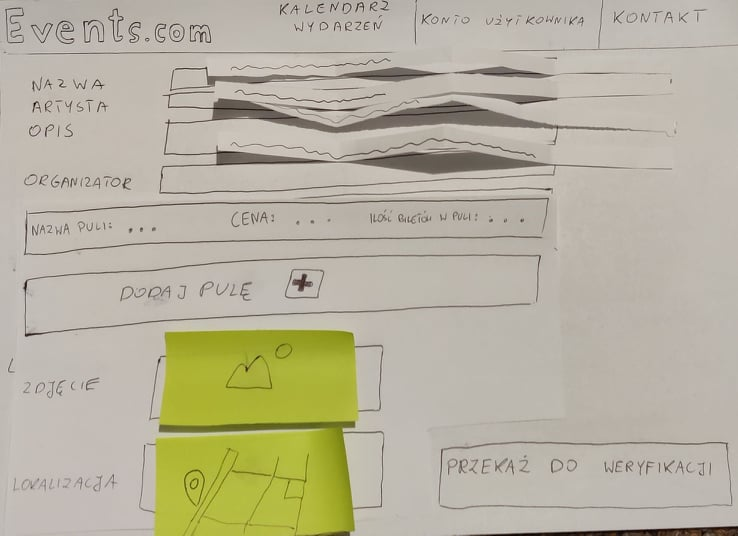 Events.com
KALENDARZ
WYDARZEŃ
KONTO UŻYTKOWNIKA
KONTAKT
NAZWA
ARTYSTA
OPIS
ORGANIZATOR
NAZWA PULI: ... CENA: ... ILOŚĆ BILETÓW W PULI: ...
DODAJ PULĘ +
ZDJĘCIE
LOKALIZACJA
PRZEKAŻ DO WERYFIKACJI